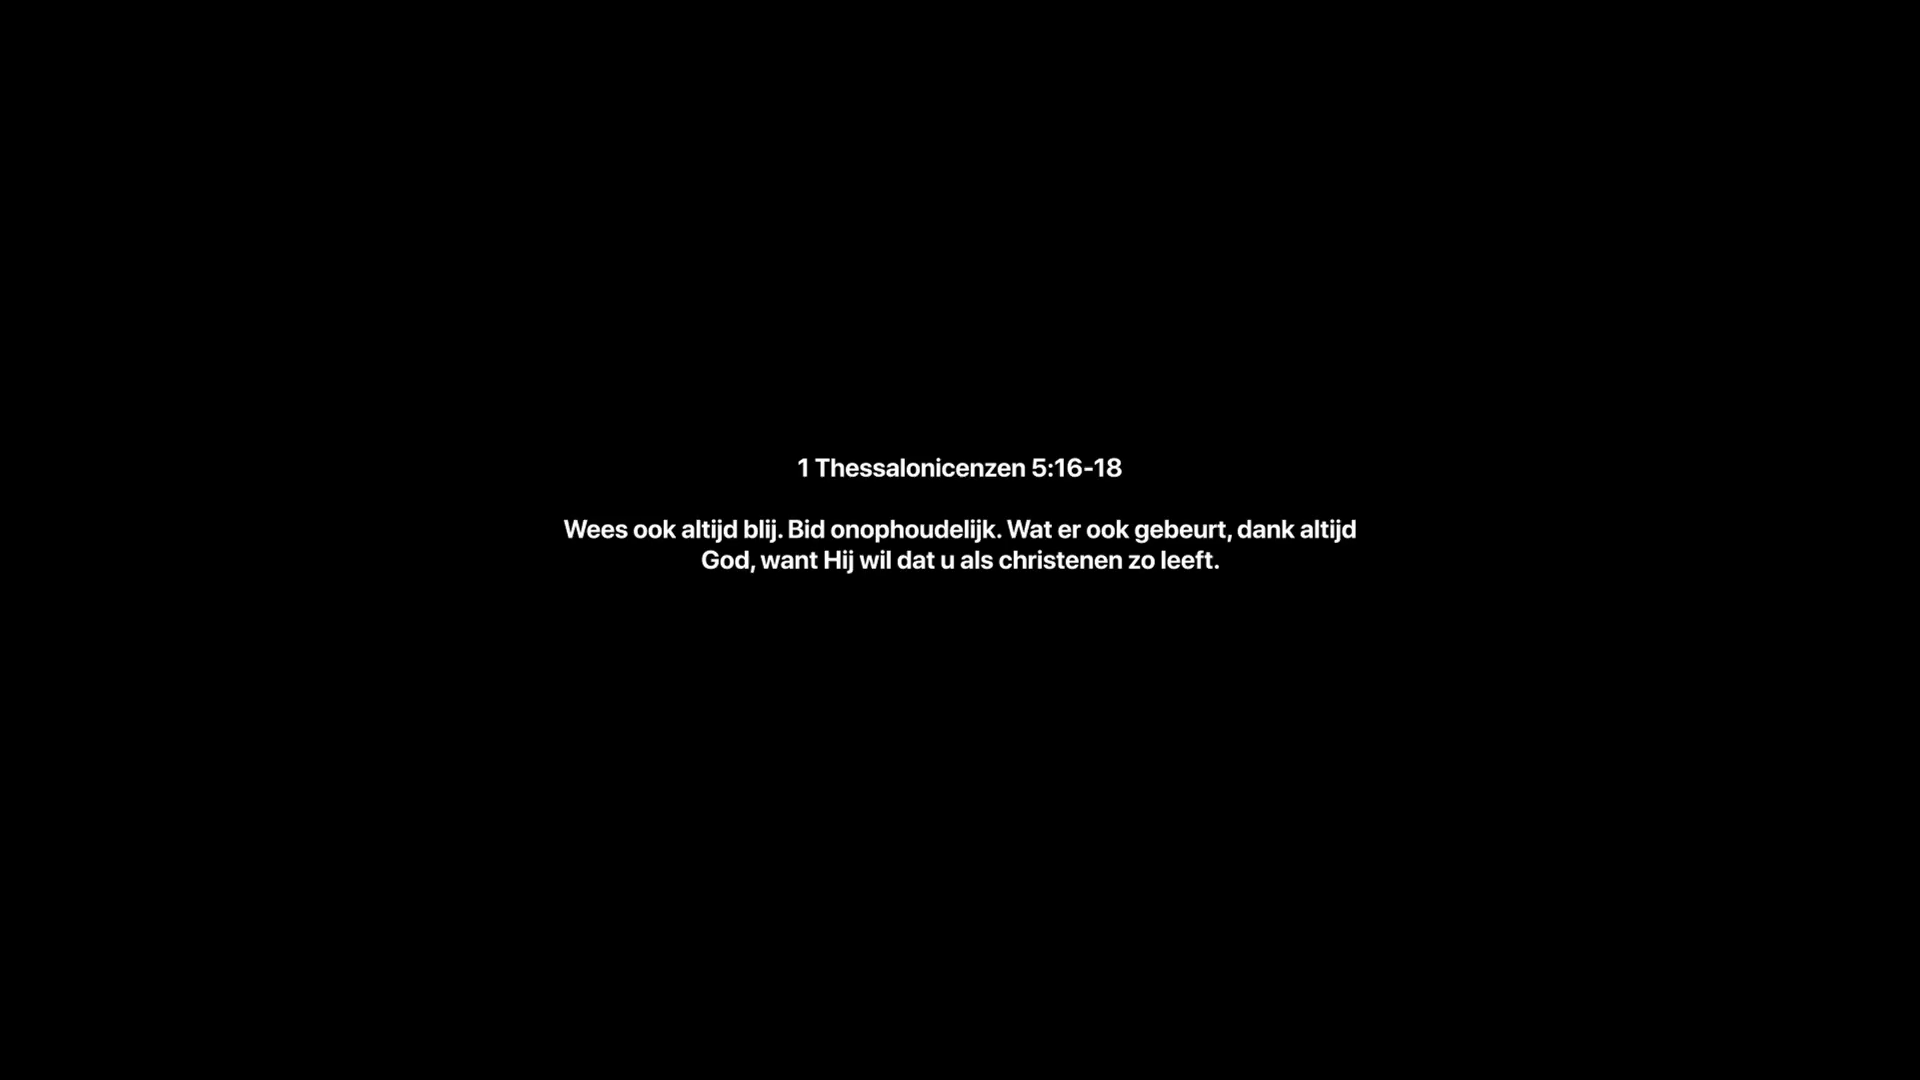 1 Thessalonicenzen 5:16-18
Wees ook altijd blij. Bid onophoudelijk. Wat er ook gebeurt, dank altijd
God, want Hij wil dat u als christenen zo leeft.